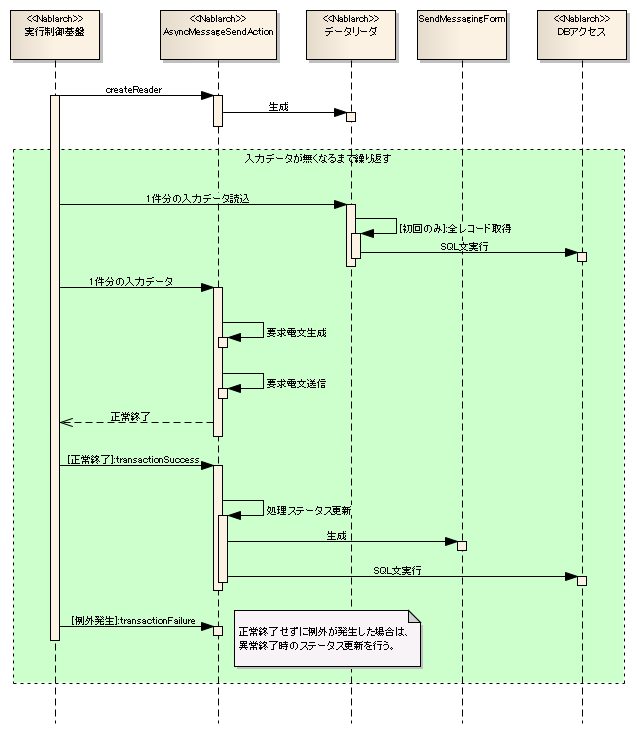 <<Nablarch>>
実行制御基盤
<<Nablarch>>
AsyncMessageSendAction
<<Nablarch>>
データリーダ
SendMessagingForm
<<Nablarch>>
DBアクセス
createReader
生成
入力データが無くなるまで繰り返す
1件分の入力データ読込
[初回のみ]:全レコード取得
SQL文実行
1件分の入力データ
要求電文生成
要求電文送信
正常終了
[正常終了]:transactionSuccess
処理ステータス更新
生成
SQL文実行
[例外発生]:transactionFailure
正常終了せずに例外が発生した場合は、
異常終了時のステータス更新を行う。